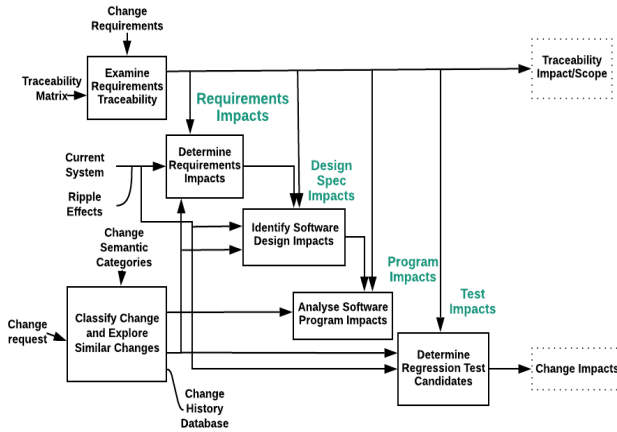 Change
Requirements
Traceability
Matrix
Examine
Requirements
Traceability
Traceability
Impact/Scope
Requirements
Impacts
Current
System
Ripple
Effects
Determine
Requirements
Impacts
Design
Spec
Impacts
Change
Semantic
Categories
Identify Software
Design Impacts
Program
Impacts
Test
Impacts
Change
request
Classify Change
and Explore
Similar Changes
Analyse Software
Program Impacts
Determine
Regression Test
Candidates
Change Impacts
Change
History
Database